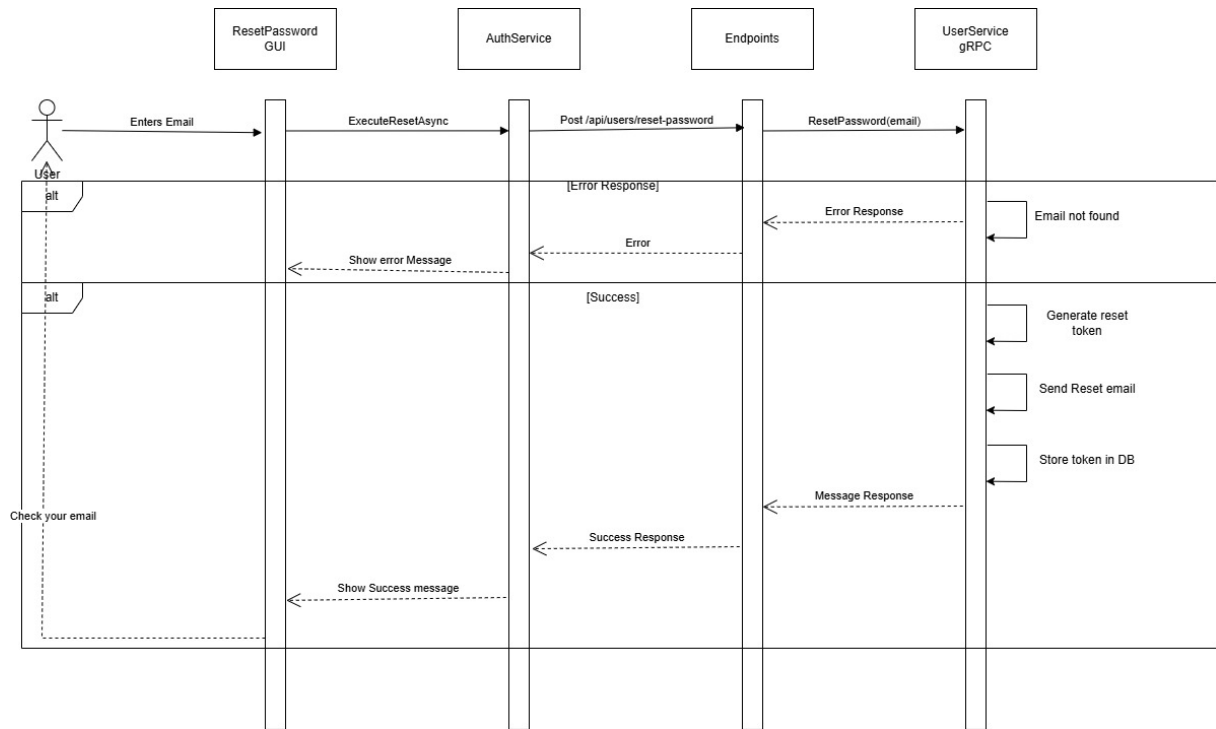 ResetPassword
GUI
AuthService
Endpoints
UserService
gRPC
Enters Email
ExecuteResetAsync
Post /api/users/reset-password
ResetPassword(email)
User
alt
[Error Response]
Error Response
Email not found
Error
Show error Message
alt
[Success]
Generate reset
token
Send Reset email
Store token in DB
Message Response
Check your email
Success Response
Show Success message